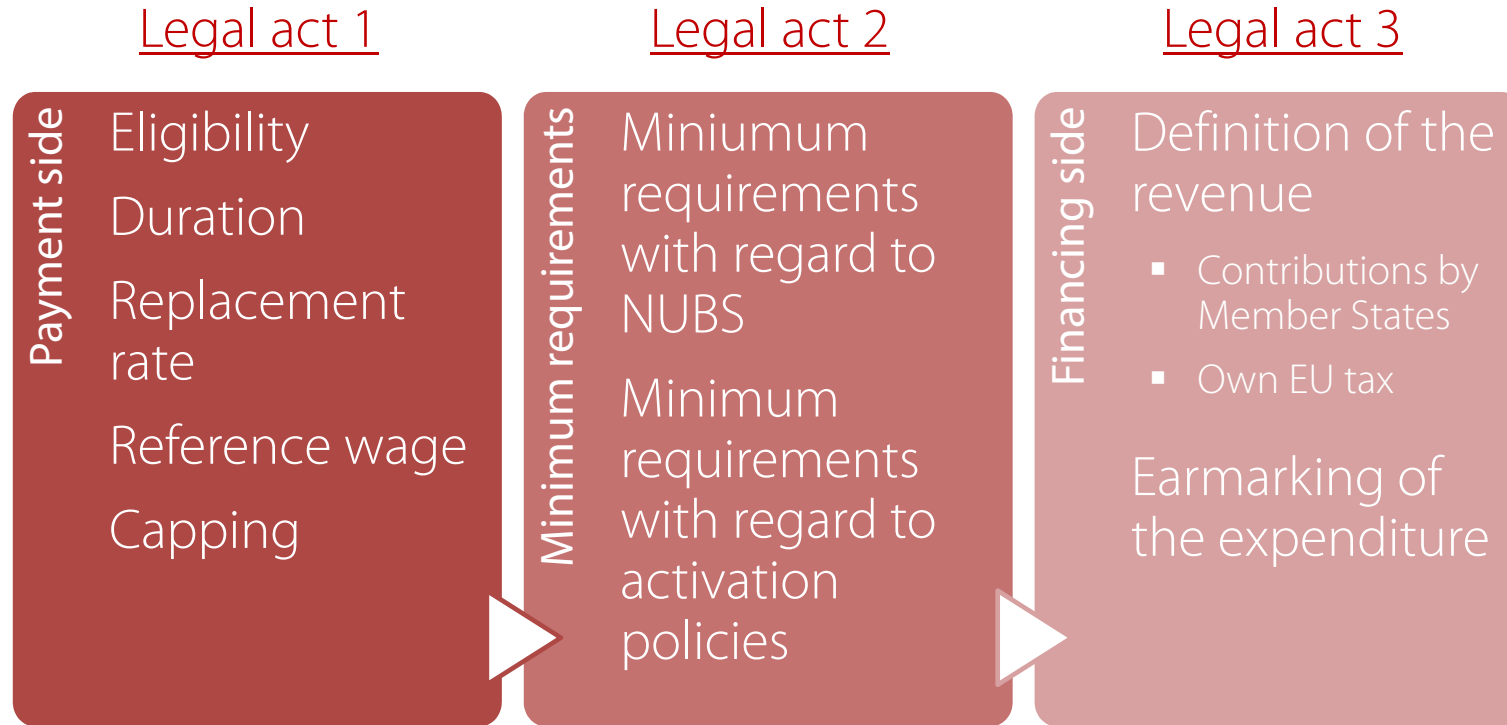 Legal act 1
Payment side
Eligibility
Duration
Replacement
rate
Reference wage
Capping
Legal act 2
Minimum requirements
Miniumum
requirements
with regard to
NUBS
Minimum
requirements
with regard to
activation
policies
Legal act 3
Financing side
Definition of the
revenue
▪ Contributions by
Member States
▪ Own EU tax
Earmarking of
the expenditure